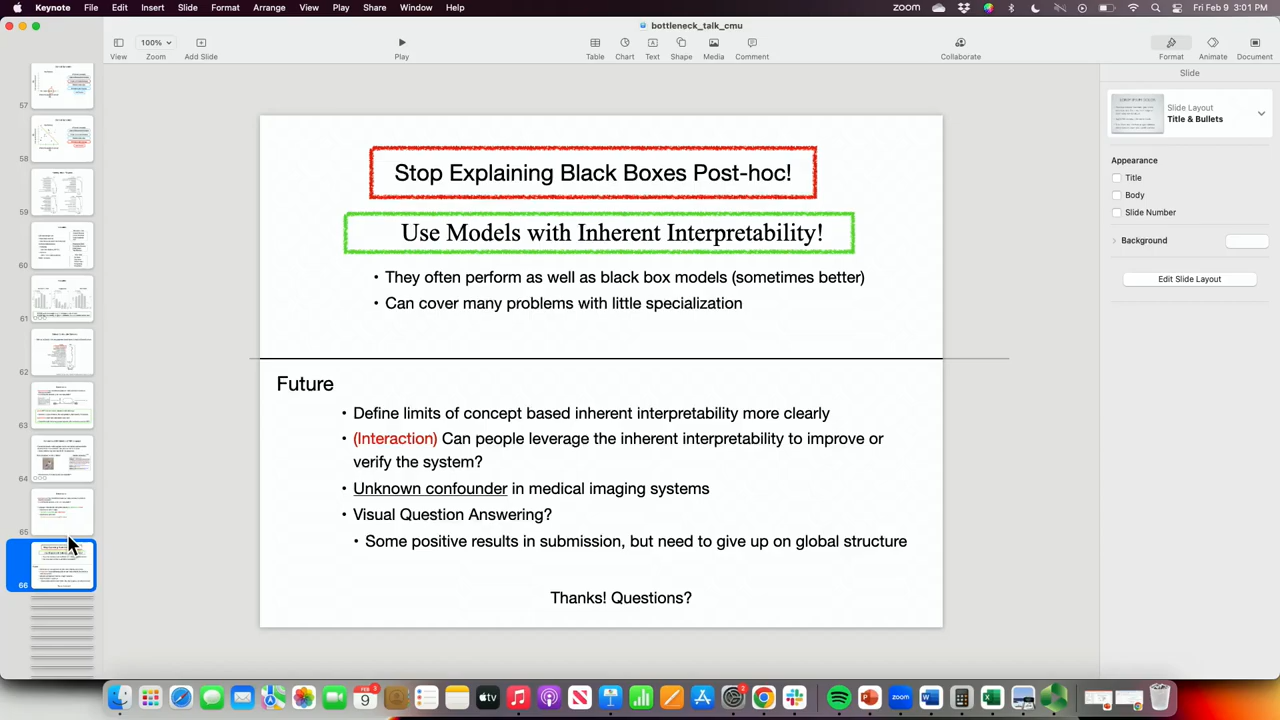 Keynote File Edit Insert Slide Format Arrange View Play Share Window Help
ZOOM
Fri Feb 9 3:01 PM
bottleneck_talk_cmu
100%
View Zoom Add Slide Play Table Chart Text Shape Media Comment Collaborate Format Animate Document
57
58
59
60
61
62
63
64
65
66
Stop Explaining Black Boxes Post-hoc!
Use Models with Inherent Interpretability!
• They often perform as well as black box models (sometimes better)
• Can cover many problems with little specialization
Future
• Define limits of concept based inherent interpretability more clearly
• (Interaction) Can people leverage the inherent interpretability to improve or
verify the system?
• Unknown confounder in medical imaging systems
• Visual Question Answering?
• Some positive results in submission, but need to give up on global structure
Thanks! Questions?
Slide
Slide Layout
Title & Bullets
Appearance
Title
Body
Slide Number
Background
Edit Slide Layout
FEB
9
tv
zoom